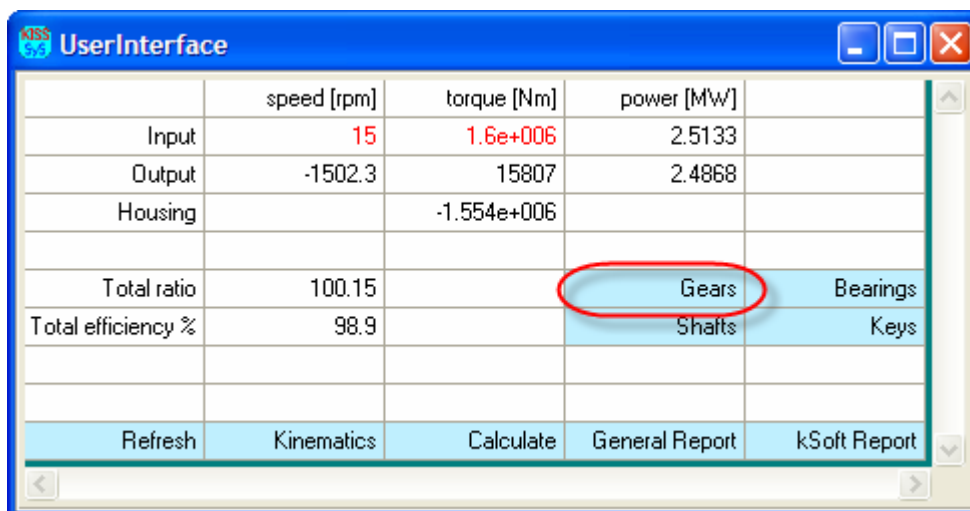 KISS SyS UserInterface
speed [rpm] torque [Nm] power [MW]
Input 15 1.6e+006 2.5133
Output -1502.3 15807 2.4868
Housing -1.554e+006
Total ratio 100.15 Gears Bearings
Total efficiency % 98.9 Shafts Keys
Refresh Kinematics Calculate General Report kSoft Report